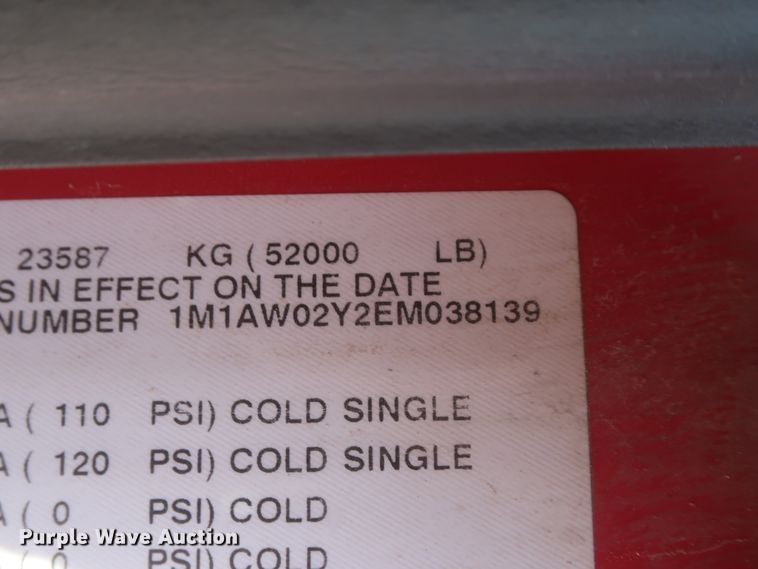 23587 KG ( 52000 LB)
S IN EFFECT ON THE DATE
NUMBER 1M1AW02Y2EM038139
A ( 110 PSI) COLD SINGLE
A ( 120 PSI) COLD SINGLE
A ( 0 PSI) COLD
( 0 PSI) COLD
Purple Wave Auction